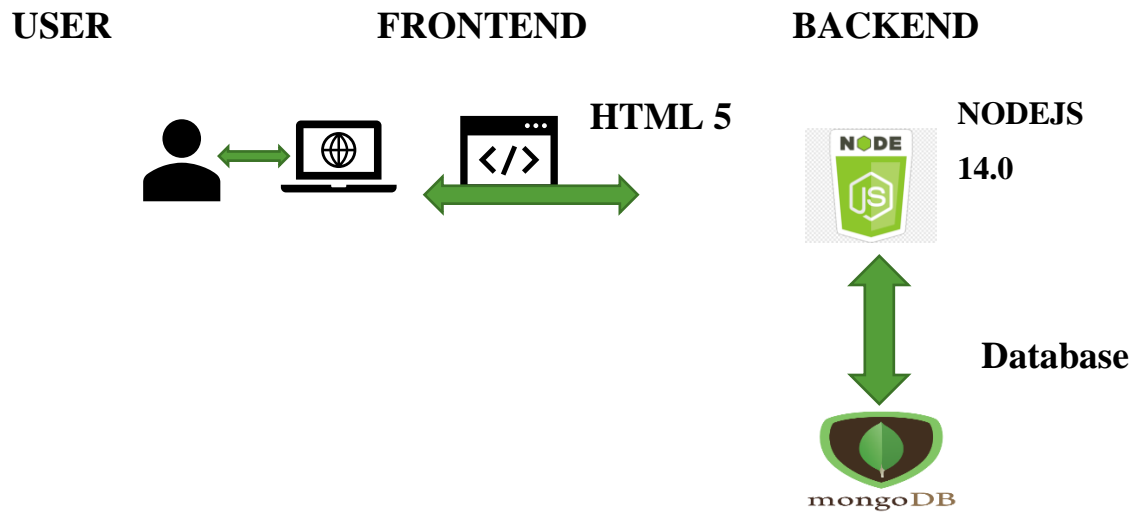 USER FRONTEND BACKEND
HTML 5
</>
NODEJS
14.0
NODE
JS
Database
mongoDB